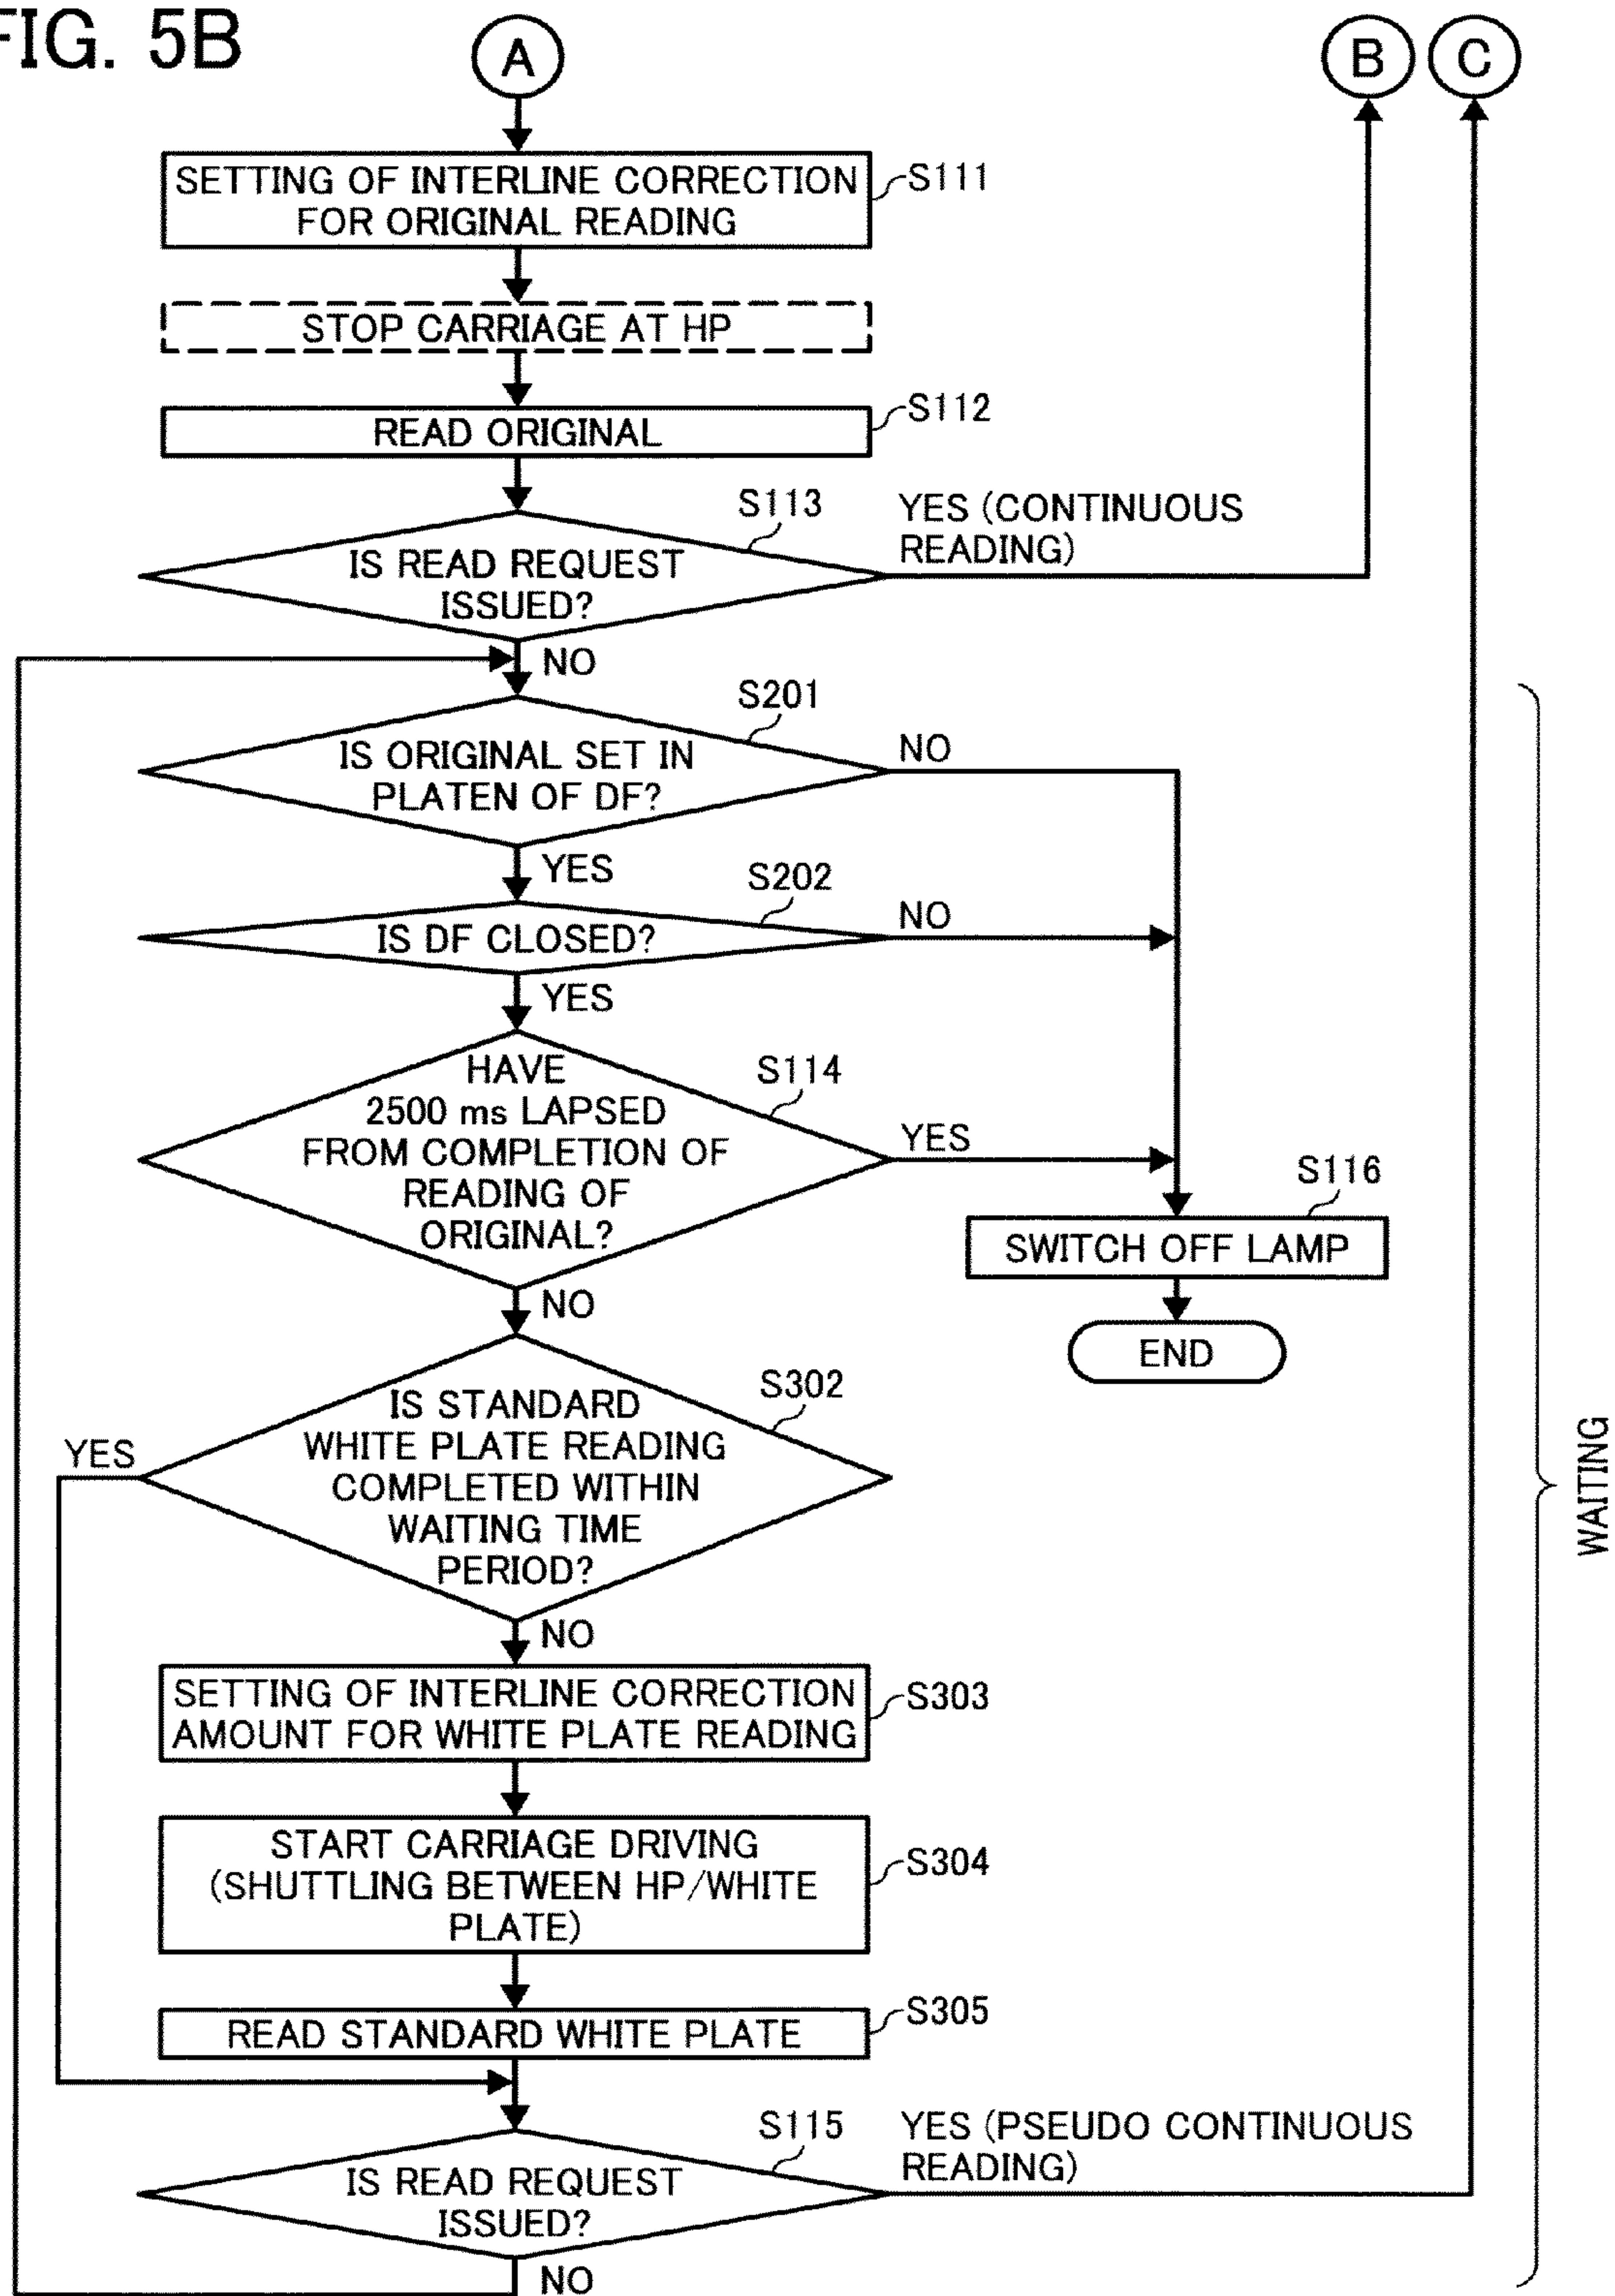 FIG. 5B
A
B
C
SETTING OF INTERLINE CORRECTION
FOR ORIGINAL READING
S111
STOP CARRIAGE AT HP
READ ORIGINAL
S112
S113
IS READ REQUEST
ISSUED?
YES (CONTINUOUS
READING)
NO
S201
IS ORIGINAL SET IN
PLATEN OF DF?
NO
YES
S202
IS DF CLOSED?
NO
YES
S114
HAVE
2500 ms LAPSED
FROM COMPLETION OF
READING OF
ORIGINAL?
YES
S116
SWITCH OFF LAMP
END
NO
S302
IS STANDARD
WHITE PLATE READING
COMPLETED WITHIN
WAITING TIME
PERIOD?
YES
NO
WAITING
SETTING OF INTERLINE CORRECTION
AMOUNT FOR WHITE PLATE READING
S303
START CARRIAGE DRIVING
(SHUTTLING BETWEEN HP/WHITE
PLATE)
S304
READ STANDARD WHITE PLATE
S305
S115
IS READ REQUEST
ISSUED?
YES (PSEUDO CONTINUOUS
READING)
NO